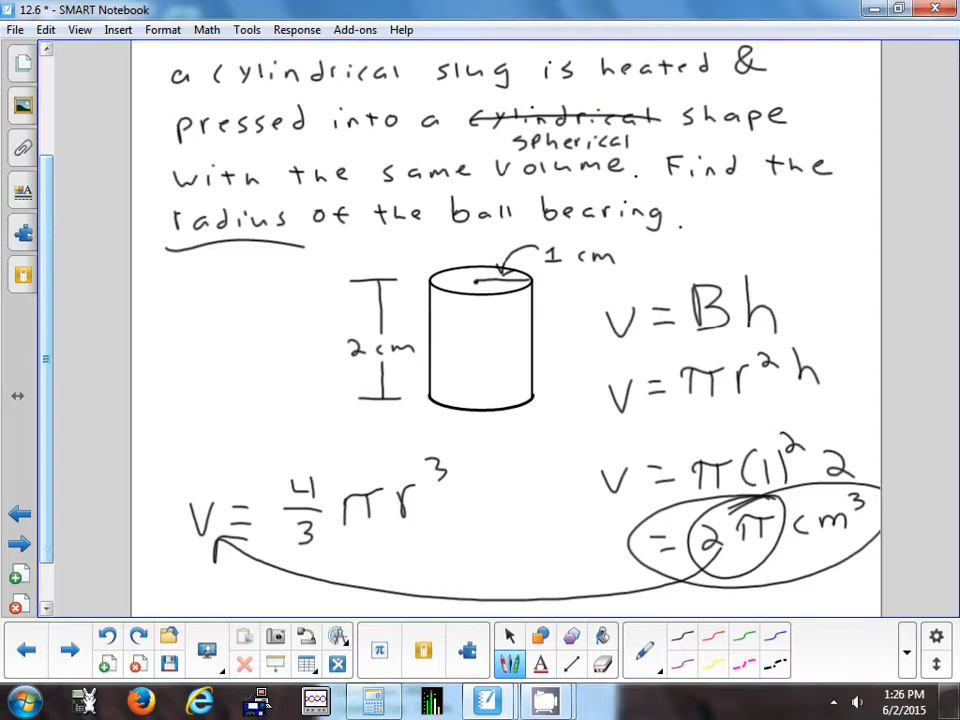 12.6 * - SMART Notebook
File Edit View Insert Format Math Tools Response Add-ons Help
a cylindrical slug is heated &
pressed into a cylindrical shape
spherical
with the same volume. Find the
radius of the ball bearing.
1 cm
2 cm
V = Bh
V = πr² h
V = π(1)² 2
= 2π cm³
V = 4/3 πr³
π
A
1:26 PM
6/2/2015